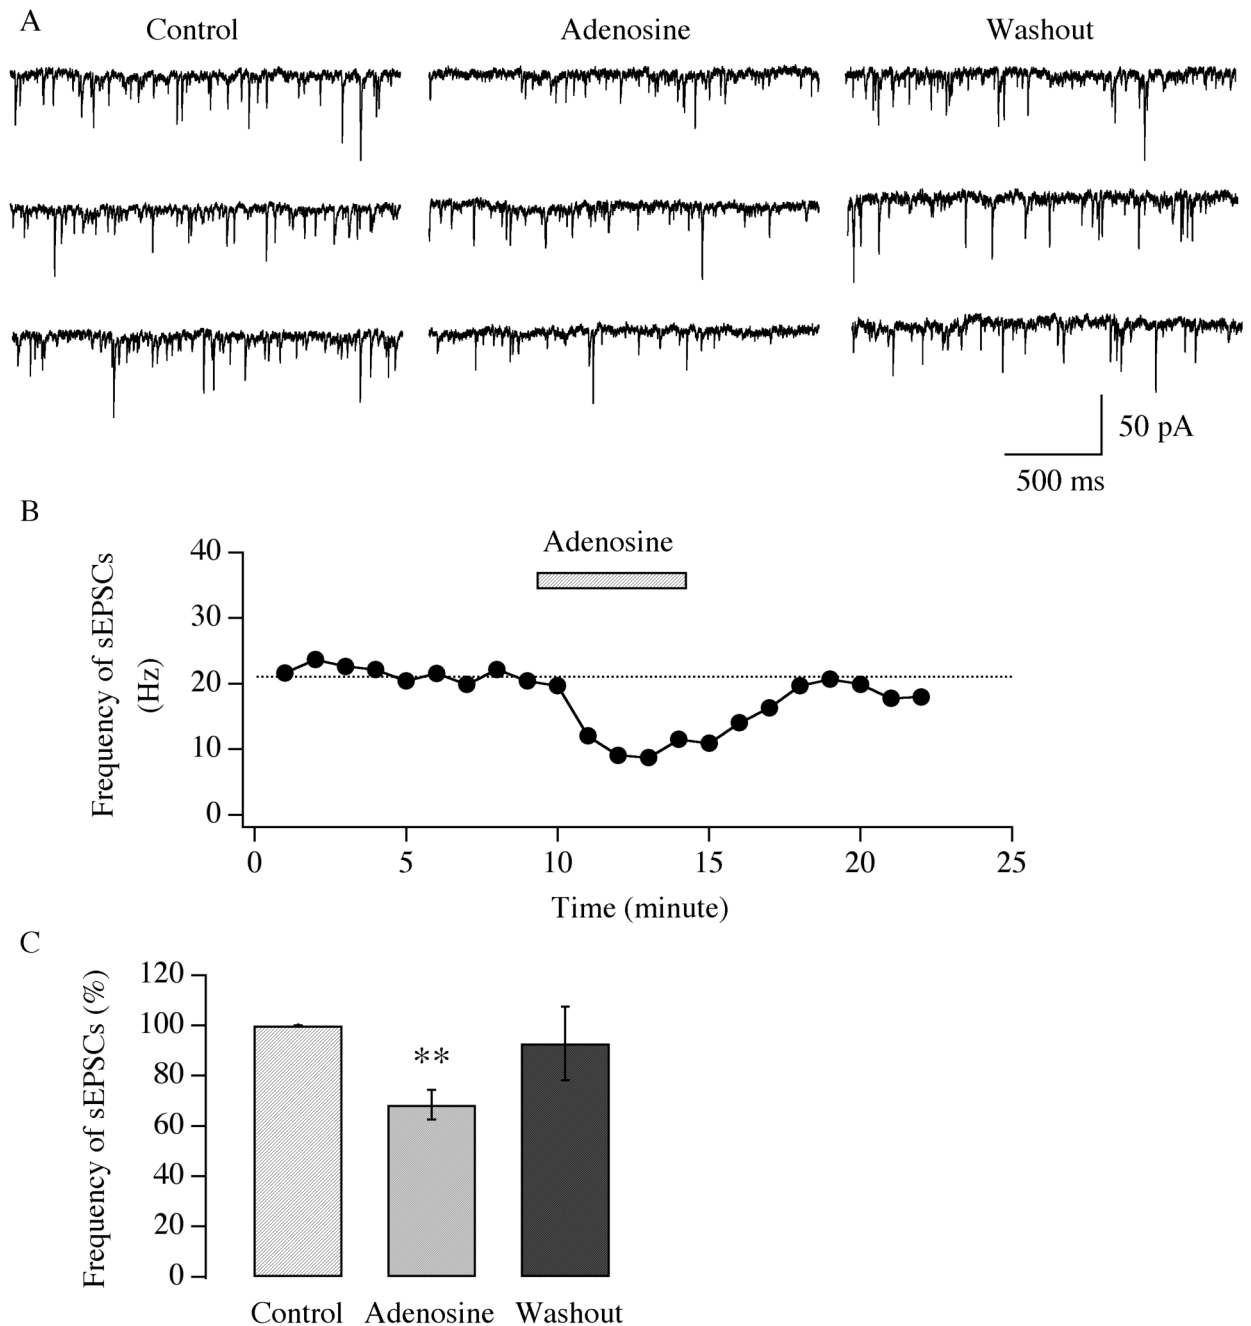 A
Control
Adenosine
Washout
50 pA
500 ms
B
Adenosine
Frequency of sEPSCs
(Hz)
40
30
20
10
0
0 5 10 15 20 25
Time (minute)
C
Frequency of sEPSCs (%)
120
100
80
60
40
20
0
**
Control Adenosine Washout